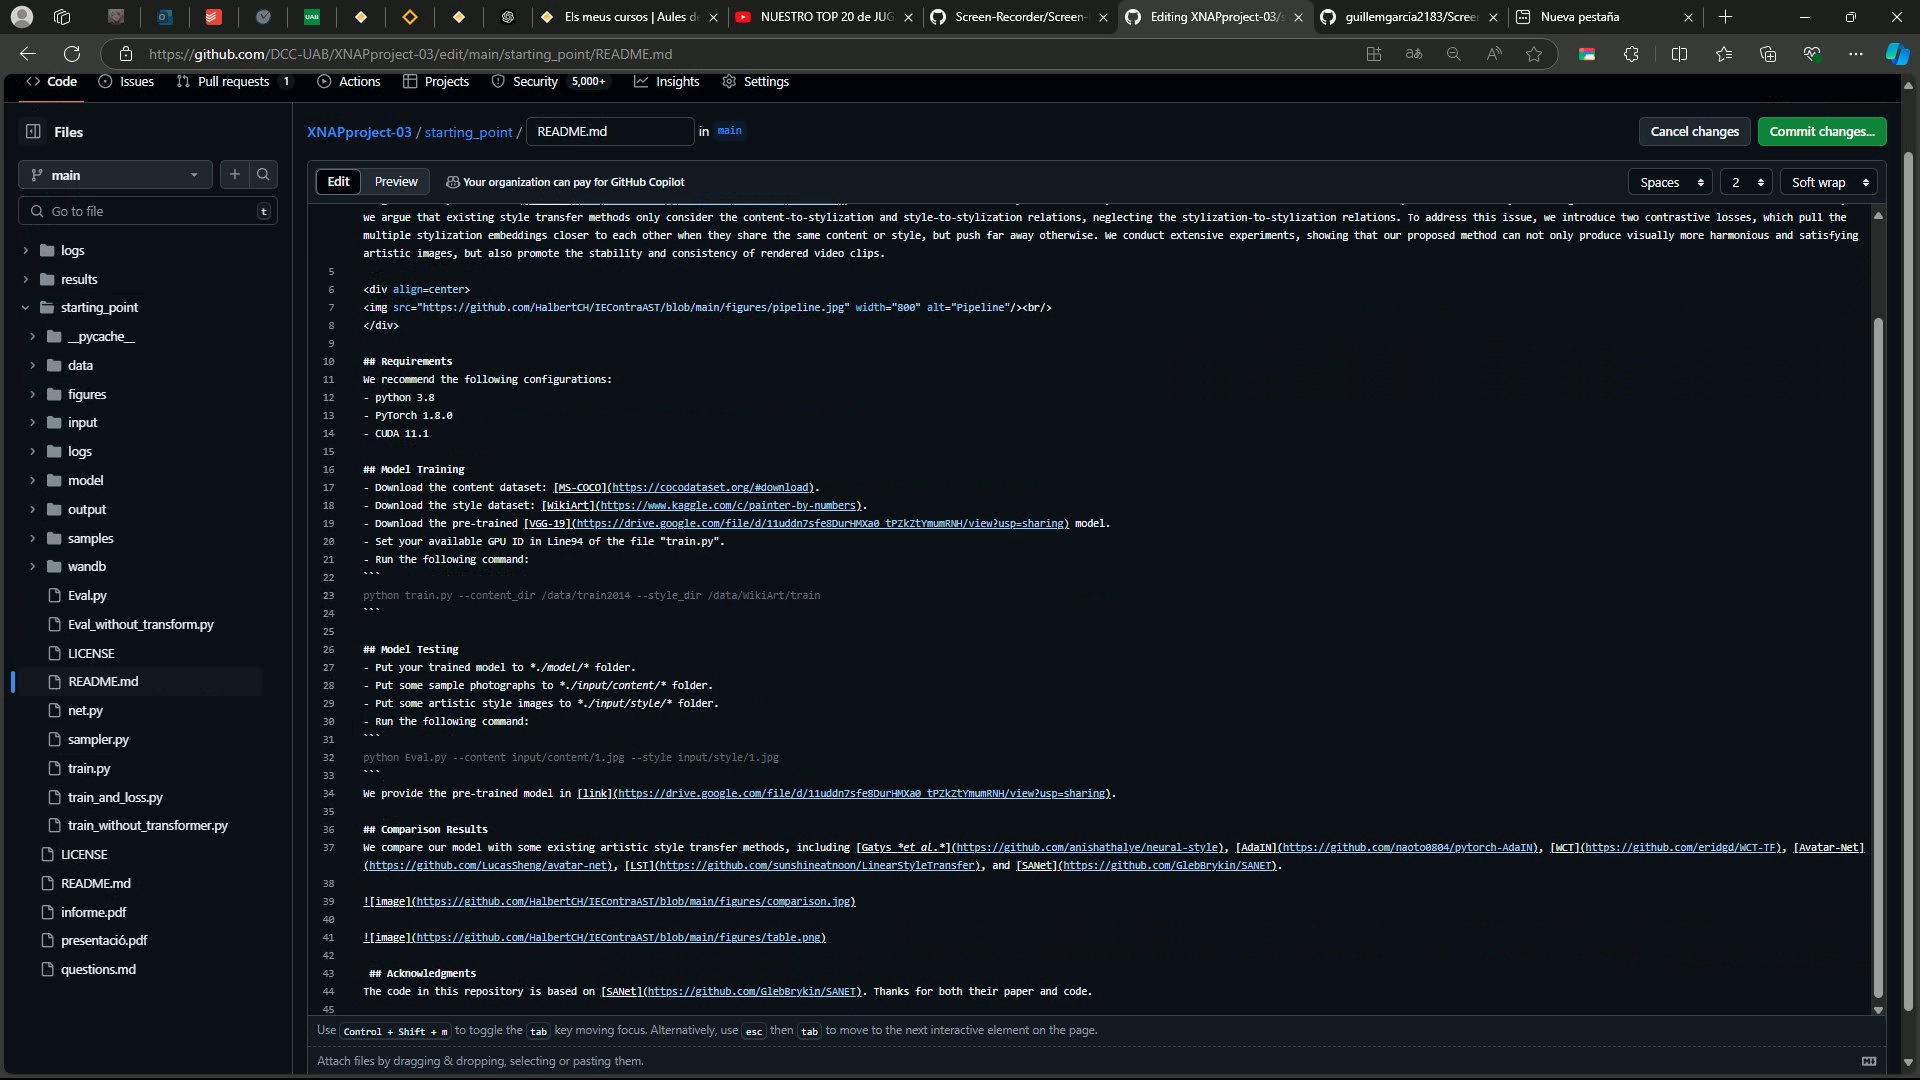 UAB
Els meus cursos | Aules d
NUESTRO TOP 20 de JUG
Screen-Recorder/Screen-
Editing XNAPproject-03/s
guillemgarcia2183/Scree
Nueva pestaña
https://github.com/DCC-UAB/XNAPproject-03/edit/main/starting_point/README.md
Code
Issues
Pull requests 1
Actions
Projects
Security 5,000+
Insights
Settings
Files
XNAPproject-03 / starting_point / README.md in main
Cancel changes
Commit changes...
main
Go to file
t
logs
results
starting_point
__pycache__
data
figures
input
logs
model
output
samples
wandb
Eval.py
Eval_without_transform.py
LICENSE
README.md
net.py
sampler.py
train.py
train_and_loss.py
train_without_transformer.py
LICENSE
README.md
informe.pdf
presentació.pdf
questions.md
Edit
Preview
Your organization can pay for GitHub Copilot
Spaces
2
Soft wrap
we argue that existing style transfer methods only consider the content-to-stylization and style-to-stylization relations, neglecting the stylization-to-stylization relations. To address this issue, we introduce two contrastive losses, which pull the
multiple stylization embeddings closer to each other when they share the same content or style, but push far away otherwise. We conduct extensive experiments, showing that our proposed method can not only produce visually more harmonious and satisfying
artistic images, but also promote the stability and consistency of rendered video clips.
5
6 <div align=center>
7 <img src="https://github.com/HalbertCH/IEContraAST/blob/main/figures/pipeline.jpg" width="800" alt="Pipeline"/><br/>
8 </div>
9
10 ## Requirements
11 We recommend the following configurations:
12 - python 3.8
13 - PyTorch 1.8.0
14 - CUDA 11.1
15
16 ## Model Training
17 - Download the content dataset: [MS-COCO](https://cocodataset.org/#download).
18 - Download the style dataset: [WikiArt](https://www.kaggle.com/c/painter-by-numbers).
19 - Download the pre-trained [VGG-19](https://drive.google.com/file/d/11uddn7sfe8DurHMXa0_tPZkZtYmumRNH/view?usp=sharing) model.
20 - Set your available GPU ID in Line94 of the file "train.py".
21 - Run the following command:
22 ```
23 python train.py --content_dir /data/train2014 --style_dir /data/WikiArt/train
24 ```
25
26 ## Model Testing
27 - Put your trained model to *./model/* folder.
28 - Put some sample photographs to *./input/content/* folder.
29 - Put some artistic style images to *./input/style/* folder.
30 - Run the following command:
31 ```
32 python Eval.py --content input/content/1.jpg --style input/style/1.jpg
33 ```
34 We provide the pre-trained model in [link](https://drive.google.com/file/d/11uddn7sfe8DurHMXa0_tPZkZtYmumRNH/view?usp=sharing).
35
36 ## Comparison Results
37 We compare our model with some existing artistic style transfer methods, including [Gatys *et al.*](https://github.com/anishathalye/neural-style), [AdaIN](https://github.com/naoto0804/pytorch-AdaIN), [WCT](https://github.com/eridgd/WCT-TF), [Avatar-Net]
(https://github.com/LucasSheng/avatar-net), [LST](https://github.com/sunshineatnoon/LinearStyleTransfer), and [SANet](https://github.com/GlebBrykin/SANET).
38
39 ![image](https://github.com/HalbertCH/IEContraAST/blob/main/figures/comparison.jpg)
40
41 ![image](https://github.com/HalbertCH/IEContraAST/blob/main/figures/table.png)
42
43 ## Acknowledgments
44 The code in this repository is based on [SANet](https://github.com/GlebBrykin/SANET). Thanks for both their paper and code.
45
Use Control + Shift + m to toggle the tab key moving focus. Alternatively, use esc then tab to move to the next interactive element on the page.
Attach files by dragging & dropping, selecting or pasting them.